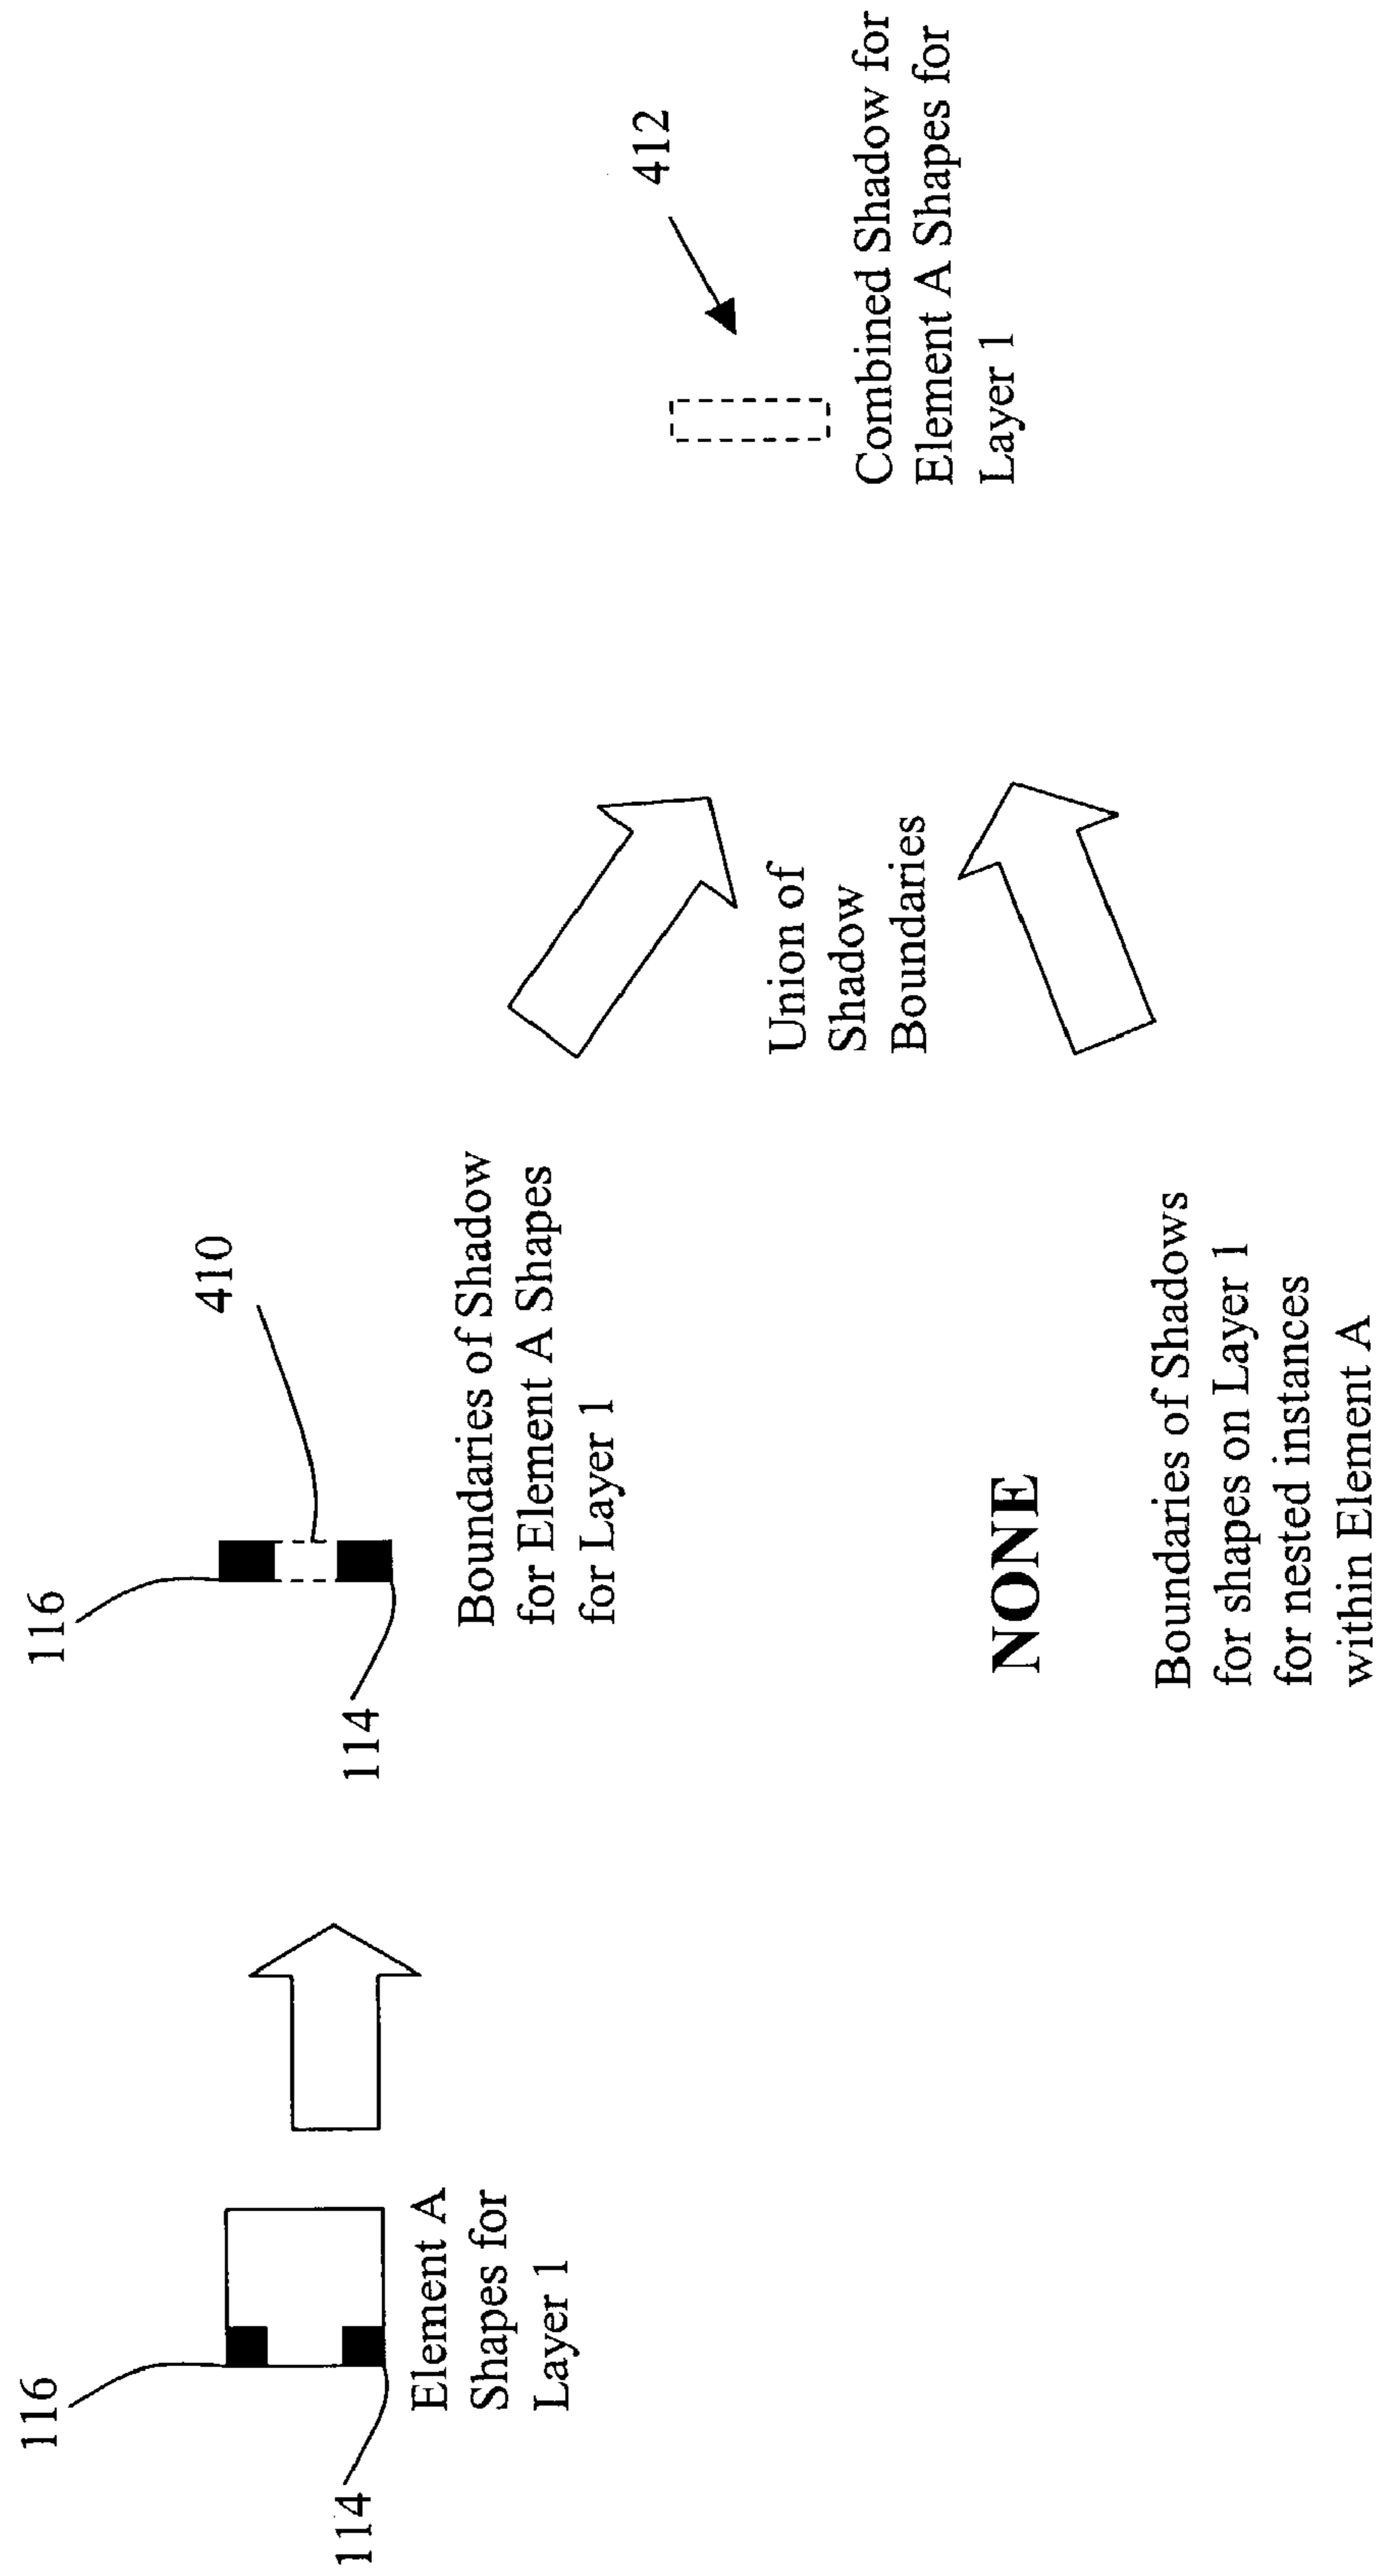 116
114
Element A
Shapes for
Layer 1
116
114
410
Boundaries of Shadow
for Element A Shapes
for Layer 1
NONE
Boundaries of Shadows
for shapes on Layer 1
for nested instances
within Element A
Union of
Shadow
Boundaries
412
Combined Shadow for
Element A Shapes for
Layer 1